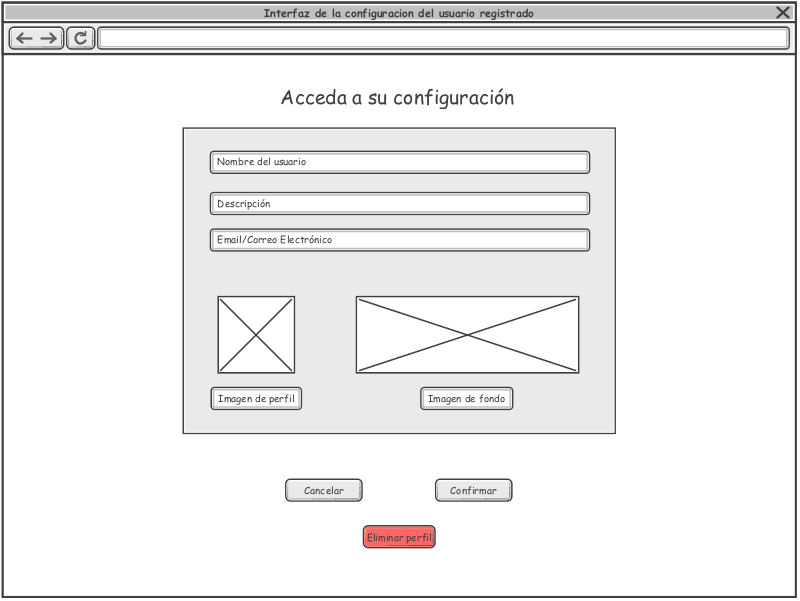 Interfaz de la configuracion del usuario registrado
Acceda a su configuración
Nombre del usuario
Descripción
Email/Correo Electrónico
Imagen de perfil
Imagen de fondo
Cancelar
Confirmar
Eliminar perfil